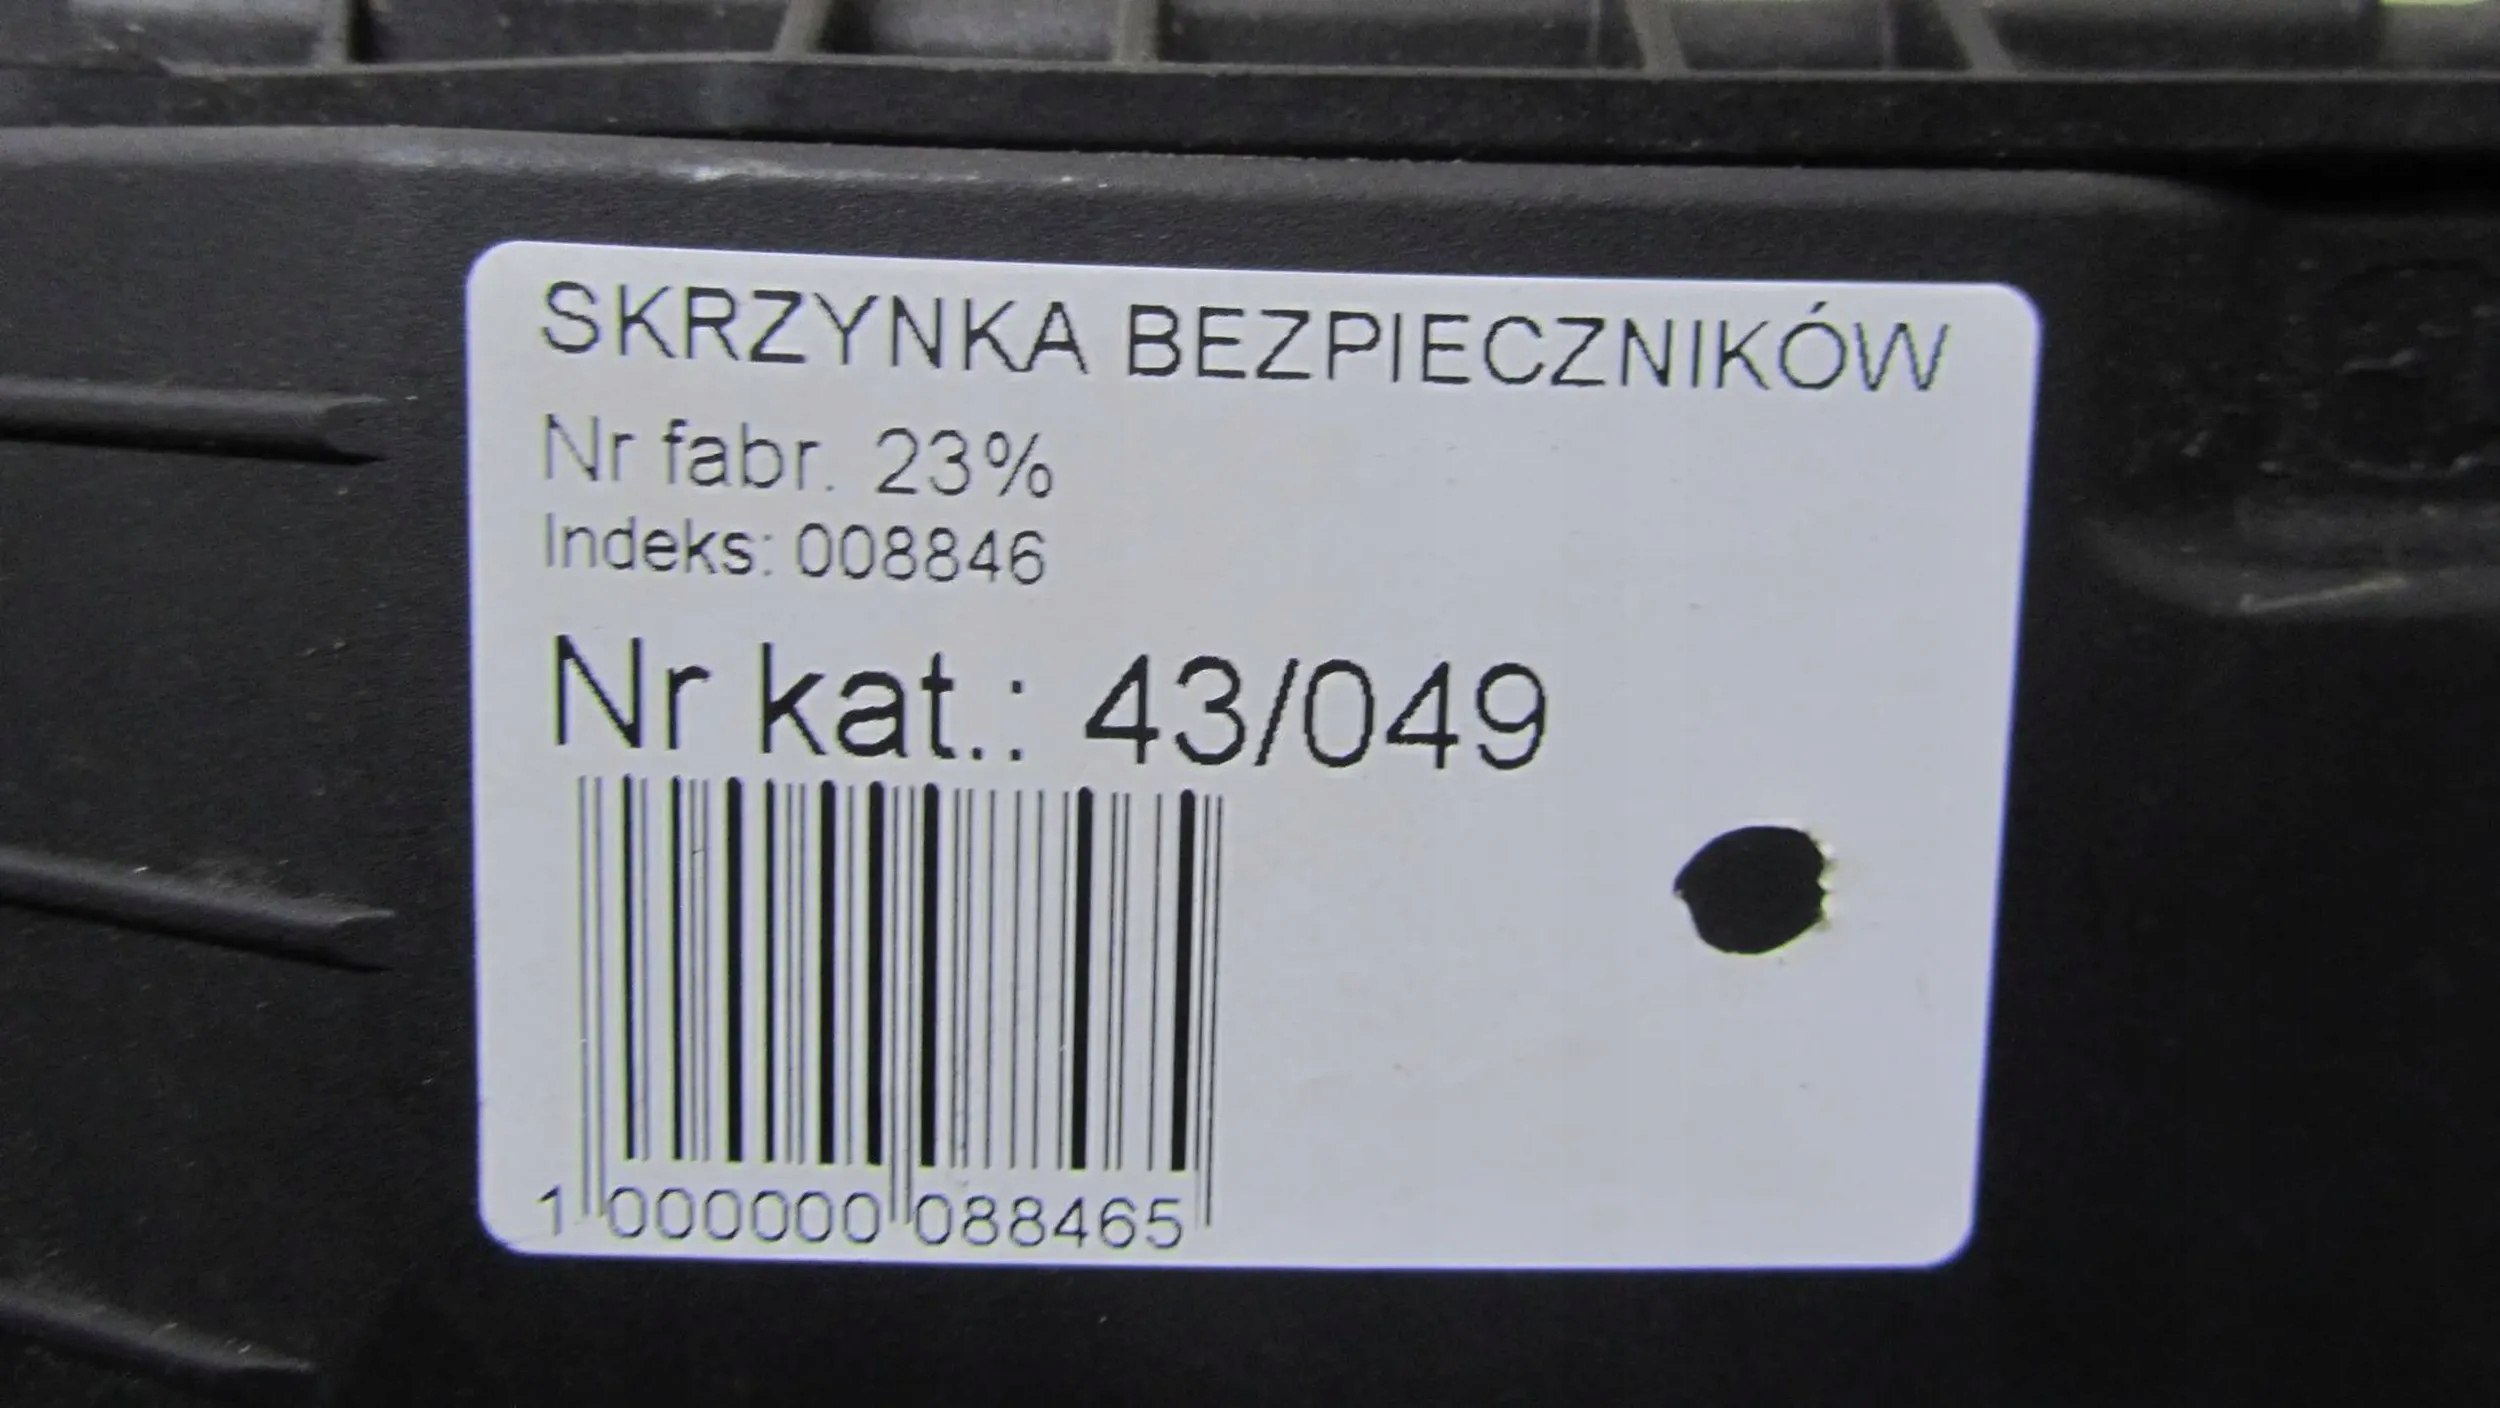 SKRZYNKA BEZPIECZNIKÓW
Nr fabr. 23%
Indeks: 008846
Nr kat.: 43/049
1 000000 088465